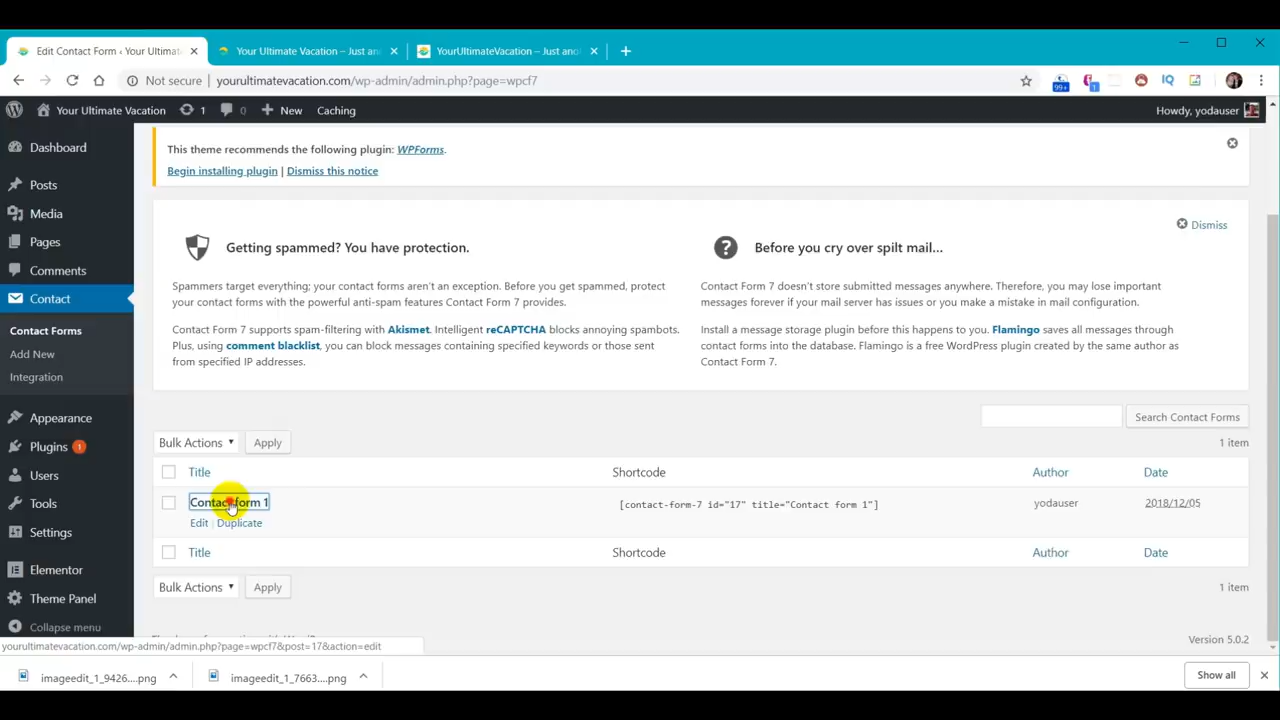 Edit Contact Form ‹ Your Ultima
Your Ultimate Vacation – Just an
YourUltimateVacation – Just ano
Not secure | yourultimatevacation.com/wp-admin/admin.php?page=wpcf7
99+
1
IQ
Your Ultimate Vacation 1 0 New Caching
Howdy, yodauser
Dashboard
Posts
Media
Pages
Comments
Contact
Contact Forms
Add New
Integration
Appearance
Plugins 1
Users
Tools
Settings
Elementor
Theme Panel
Collapse menu
This theme recommends the following plugin: WPForms.
Begin installing plugin | Dismiss this notice
Dismiss
Getting spammed? You have protection.
Spammers target everything; your contact forms aren't an exception. Before you get spammed, protect
your contact forms with the powerful anti-spam features Contact Form 7 provides.
Contact Form 7 supports spam-filtering with Akismet. Intelligent reCAPTCHA blocks annoying spambots.
Plus, using comment blacklist, you can block messages containing specified keywords or those sent
from specified IP addresses.
Before you cry over spilt mail…
Contact Form 7 doesn't store submitted messages anywhere. Therefore, you may lose important
messages forever if your mail server has issues or you make a mistake in mail configuration.
Install a message storage plugin before this happens to you. Flamingo saves all messages through
contact forms into the database. Flamingo is a free WordPress plugin created by the same author as
Contact Form 7.
Search Contact Forms
Bulk Actions Apply
1 item
Title Shortcode Author Date
Contact form 1 [contact-form-7 id="17" title="Contact form 1"] yodauser 2018/12/05
Edit | Duplicate
Title Shortcode Author Date
Bulk Actions Apply
1 item
Version 5.0.2
yourultimatevacation.com/wp-admin/admin.php?page=wpcf7&post=17&action=edit
imageedit_1_9426....png
imageedit_1_7663....png
Show all